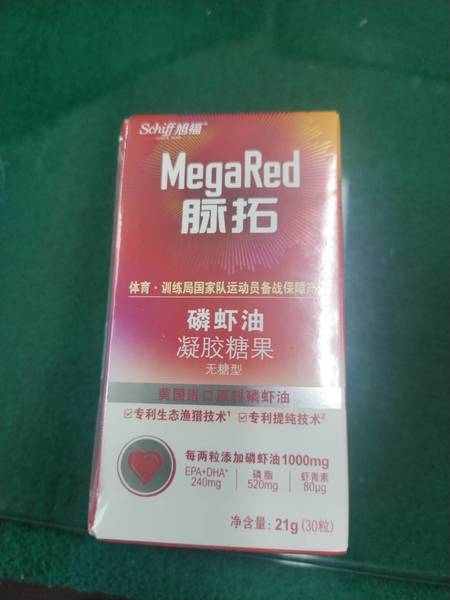 Schiff旭福®
MegaRed
脉拓
体育·训练局国家队运动员备战保障产
磷虾油
凝胶糖果
无糖型
美国进口原料磷虾油
专利生态渔猎技术¹ 专利提纯技术²
每两粒添加磷虾油1000mg
EPA+DHA* 磷脂 虾青素
240mg 520mg 80μg
净含量: 21g (30粒)